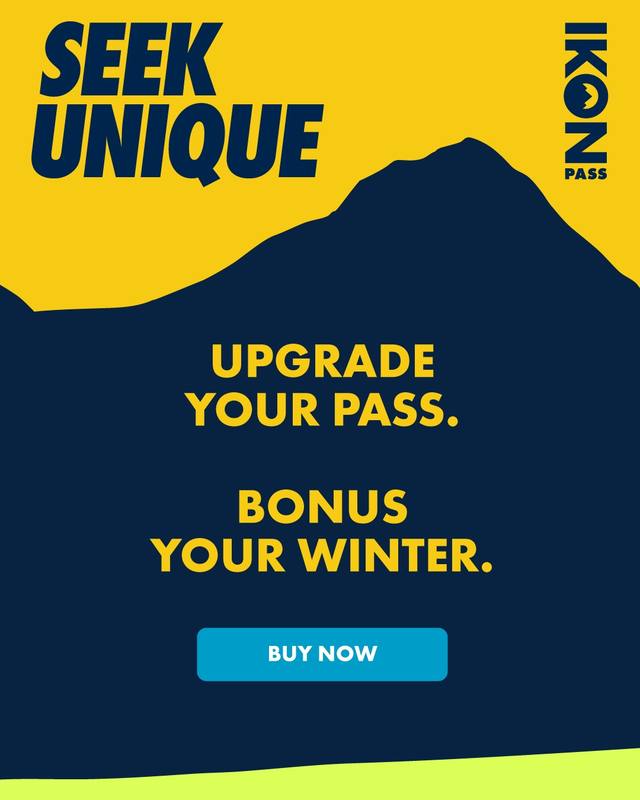 SEEK
UNIQUE
IKON
PASS
UPGRADE
YOUR PASS.
BONUS
YOUR WINTER.
BUY NOW